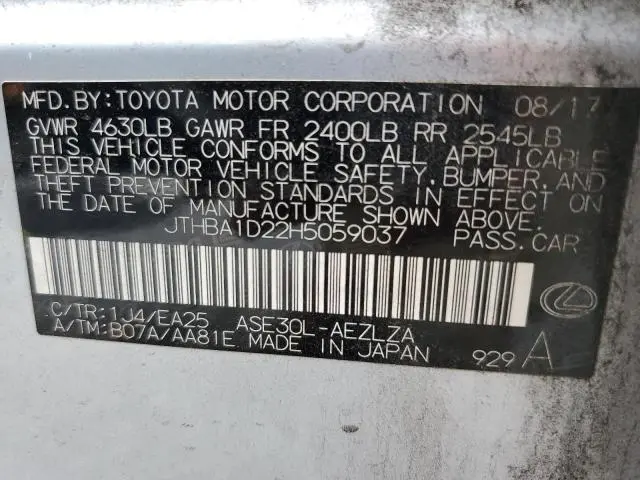 MFD.BY:TOYOTA MOTOR CORPORATION 08/17
GVWR 4630LB GAWR FR 2400LB RR 2545LB
THIS VEHICLE CONFORMS TO ALL APPLICABLE
FEDERAL MOTOR VEHICLE SAFETY,BUMPER,AND
THEFT PREVENTION STANDARDS IN EFFECT ON
THE DATE OF MANUFACTURE SHOWN ABOVE.
JTHBA1D22H5059037 PASS.CAR
C/TR:1J4/EA25 ASE30L-AEZLZA
A/TM:B07A/AA81E MADE IN JAPAN 929 A